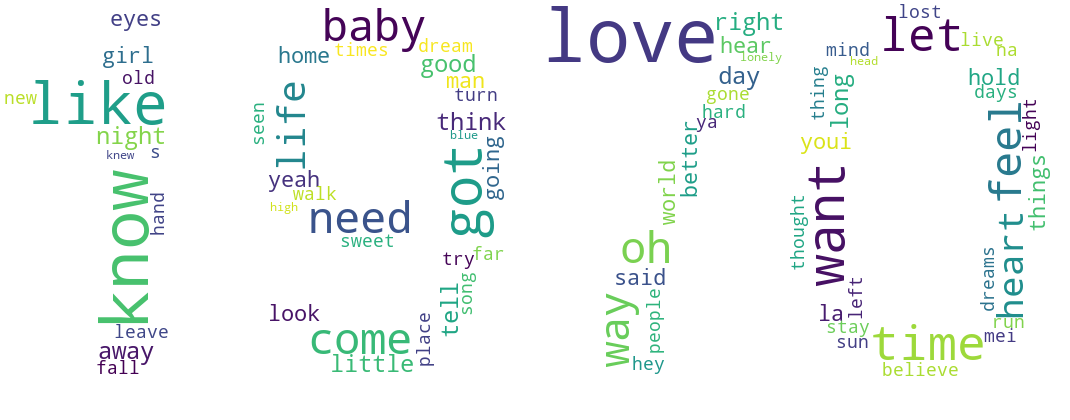 eyes
girl
old
new
like
night
knew
s
know
hand
leave
away
fall
baby
times
dream
home
good
man
turn
seen
life
think
blue
going
got
yeah
walk
high
need
sweet
try
far
song
tell
look
come
place
little
love
right
hear
lonely
day
gone
hard
ya
better
world
oh
said
way
people
hey
lost
let
live
na
mind
head
thing
long
hold
days
light
feel
youi
want
things
thought
heart
dreams
left
la
run
stay
sun
time
mei
believe